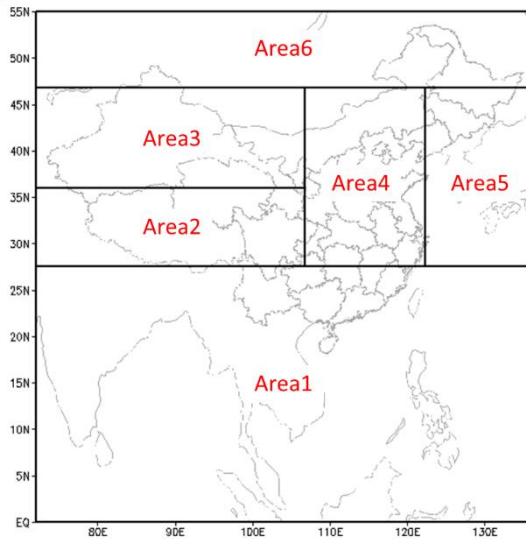 55N
Area6
50N
45N
Area3
40N
Area4
Area5
35N
Area2
30N
25N
20N
Area1
15N
10N
5N
EQ
80E
90E
100E
110E
120E
130E